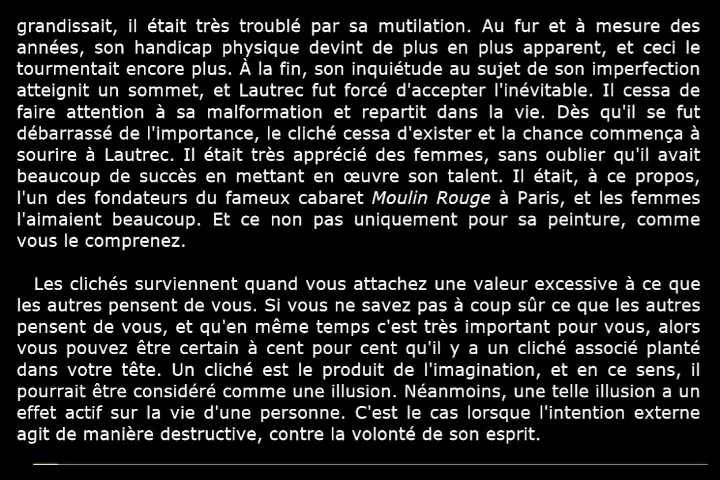 grandissait, il était très troublé par sa mutilation. Au fur et à mesure des
années, son handicap physique devint de plus en plus apparent, et ceci le
tourmentait encore plus. À la fin, son inquiétude au sujet de son imperfection
atteignit un sommet, et Lautrec fut forcé d'accepter l'inévitable. Il cessa de
faire attention à sa malformation et repartit dans la vie. Dès qu'il se fut
débarrassé de l'importance, le cliché cessa d'exister et la chance commença à
sourire à Lautrec. Il était très apprécié des femmes, sans oublier qu'il avait
beaucoup de succès en mettant en œuvre son talent. Il était, à ce propos,
l'un des fondateurs du fameux cabaret Moulin Rouge à Paris, et les femmes
l'aimaient beaucoup. Et ce non pas uniquement pour sa peinture, comme
vous le comprenez.
Les clichés surviennent quand vous attachez une valeur excessive à ce que
les autres pensent de vous. Si vous ne savez pas à coup sûr ce que les autres
pensent de vous, et qu'en même temps c'est très important pour vous, alors
vous pouvez être certain à cent pour cent qu'il y a un cliché associé planté
dans votre tête. Un cliché est le produit de l'imagination, et en ce sens, il
pourrait être considéré comme une illusion. Néanmoins, une telle illusion a un
effet actif sur la vie d'une personne. C'est le cas lorsque l'intention externe
agit de manière destructive, contre la volonté de son esprit.